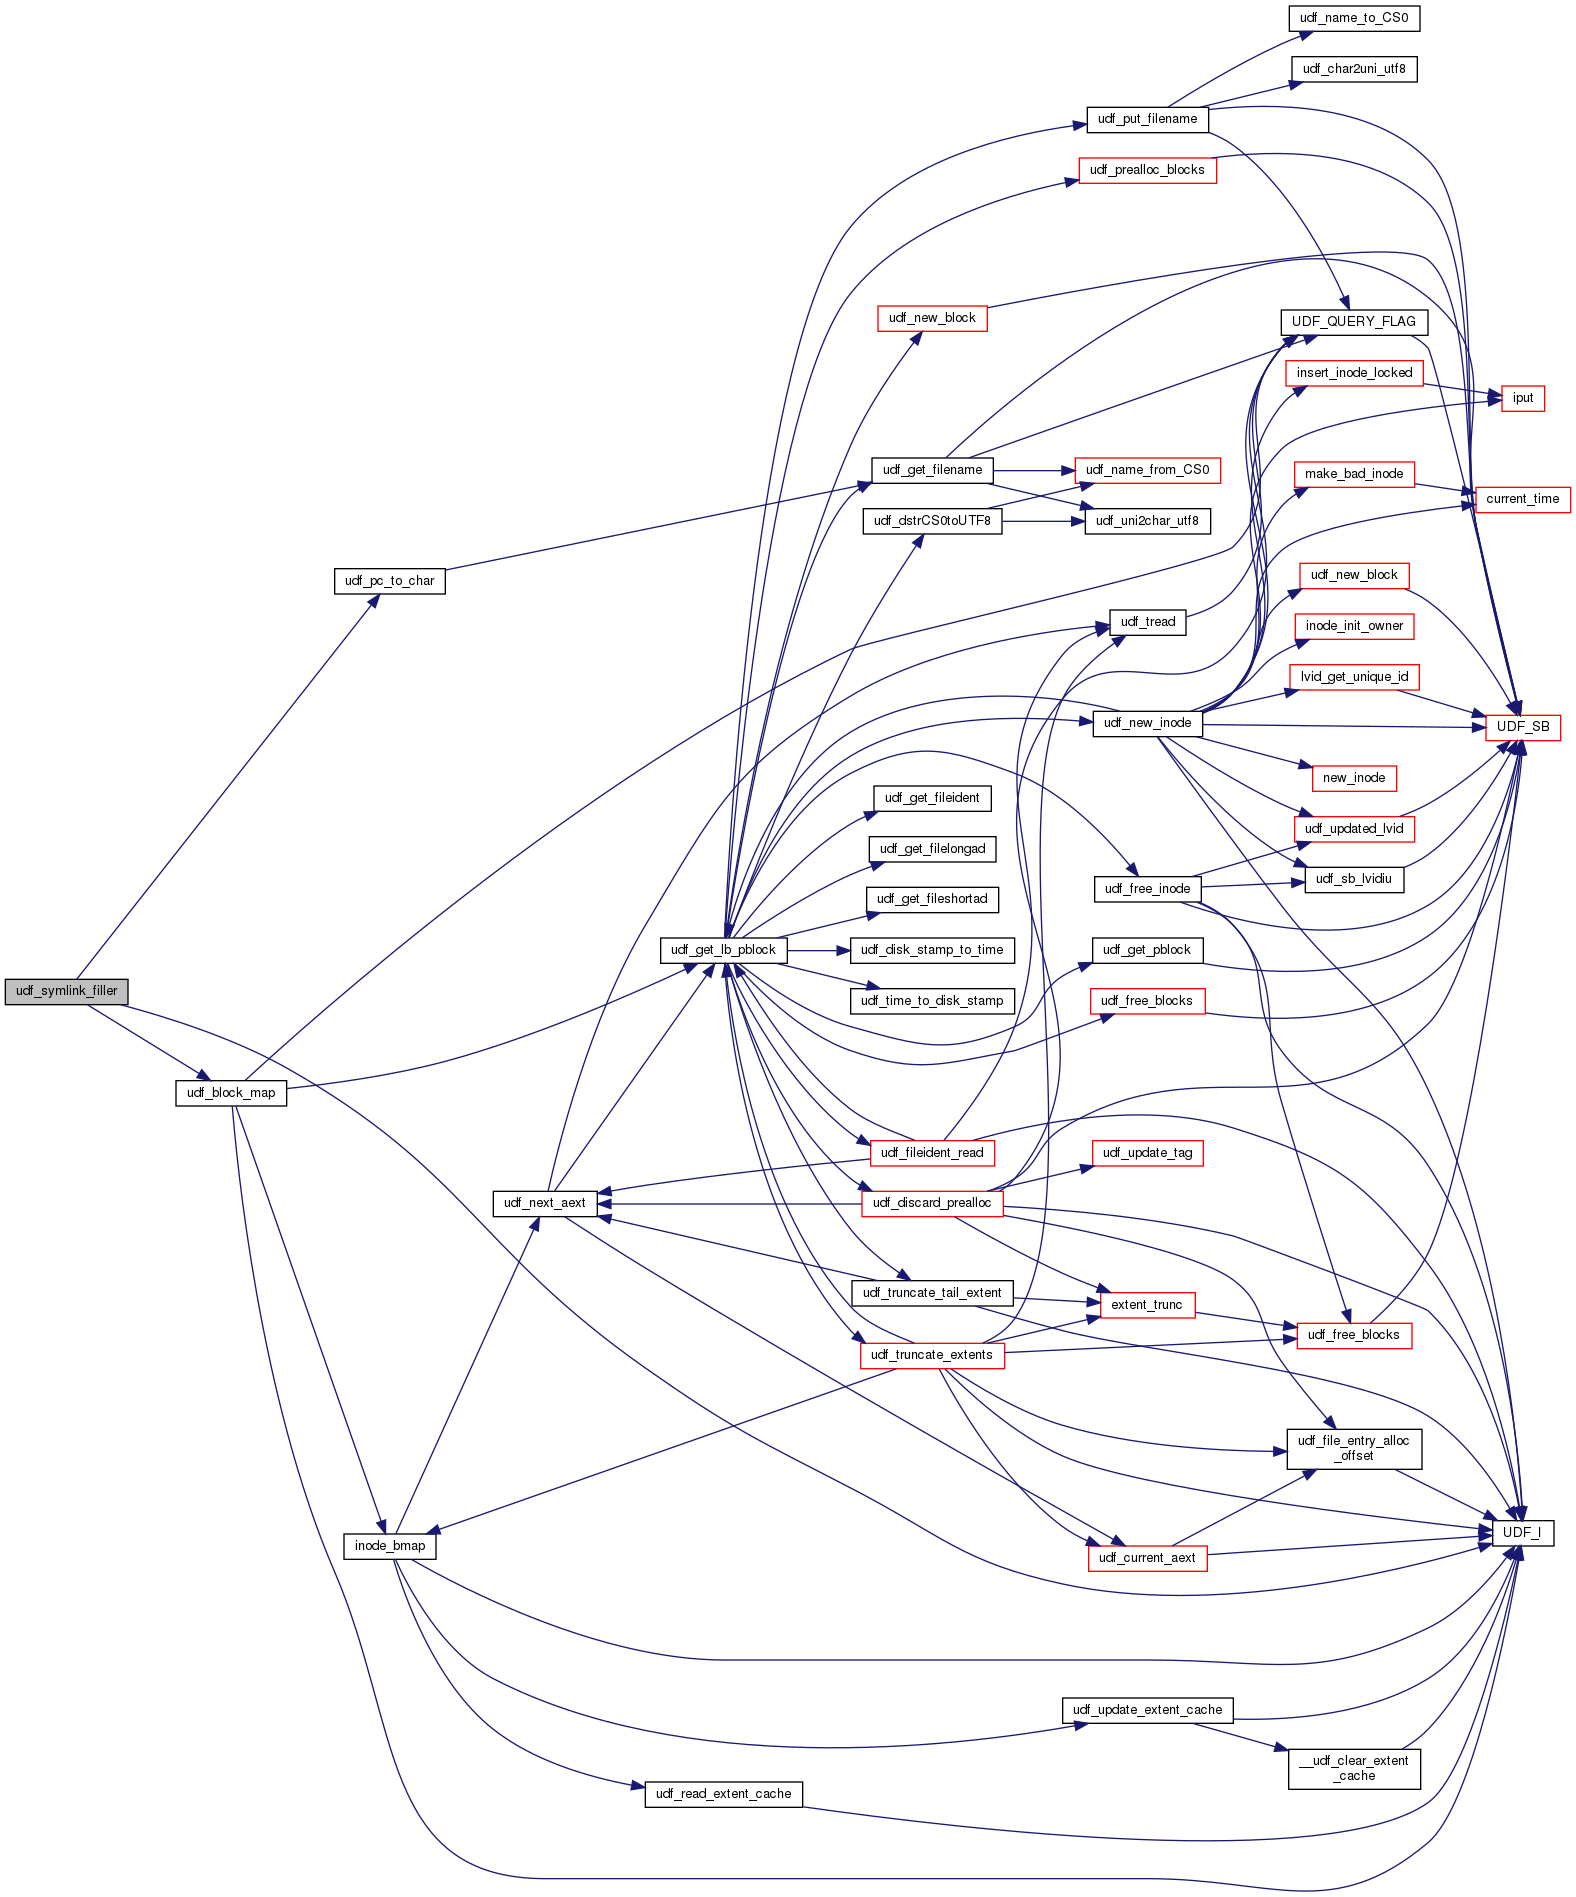 udf_name_to_CS0
udf_char2uni_utf8
udf_put_filename
udf_prealloc_blocks
udf_new_block
UDF_QUERY_FLAG
insert_inode_locked
iput
udf_get_filename
udf_name_from_CS0
make_bad_inode
current_time
udf_dstrCS0toUTF8
udf_uni2char_utf8
udf_pc_to_char
udf_new_block
udf_tread
inode_init_owner
lvid_get_unique_id
udf_new_inode
UDF_SB
new_inode
udf_get_fileident
udf_updated_lvid
udf_get_filelongad
udf_sb_lvidiu
udf_free_inode
udf_get_fileshortad
udf_get_lb_pblock
udf_disk_stamp_to_time
udf_get_pblock
udf_symlink_filler
udf_time_to_disk_stamp
udf_free_blocks
udf_block_map
udf_fileident_read
udf_update_tag
udf_next_aext
udf_discard_prealloc
udf_truncate_tail_extent
extent_trunc
udf_free_blocks
udf_truncate_extents
udf_file_entry_alloc
_offset
UDF_I
inode_bmap
udf_current_aext
udf_update_extent_cache
__udf_clear_extent
_cache
udf_read_extent_cache